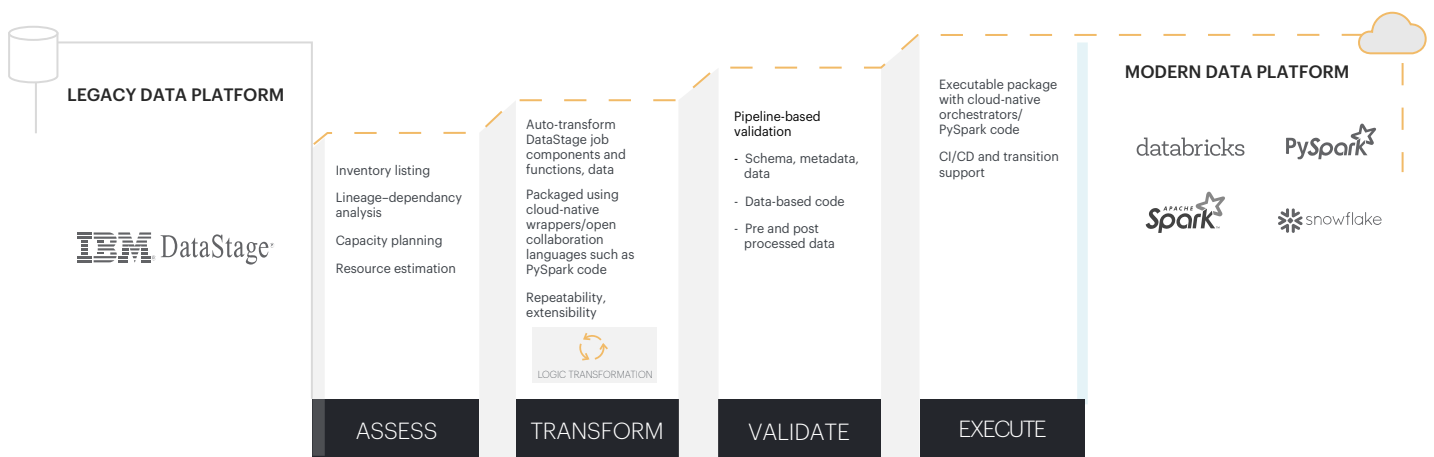 LEGACY DATA PLATFORM
IBM DataStage
Inventory listing
Lineage–dependancy
analysis
Capacity planning
Resource estimation
ASSESS
Auto-transform
DataStage job
components and
functions, data
Packaged using
cloud-native
wrappers/open
collaboration
languages such as
PySpark code
Repeatability,
extensibility
LOGIC TRANSFORMATION
TRANSFORM
Pipeline-based
validation
- Schema, metadata,
data
- Data-based code
- Pre and post
processed data
VALIDATE
Executable package
with cloud-native
orchestrators/
PySpark code
CI/CD and transition
support
EXECUTE
MODERN DATA PLATFORM
databricks
PySpark
APACHE
Spark™
snowflake